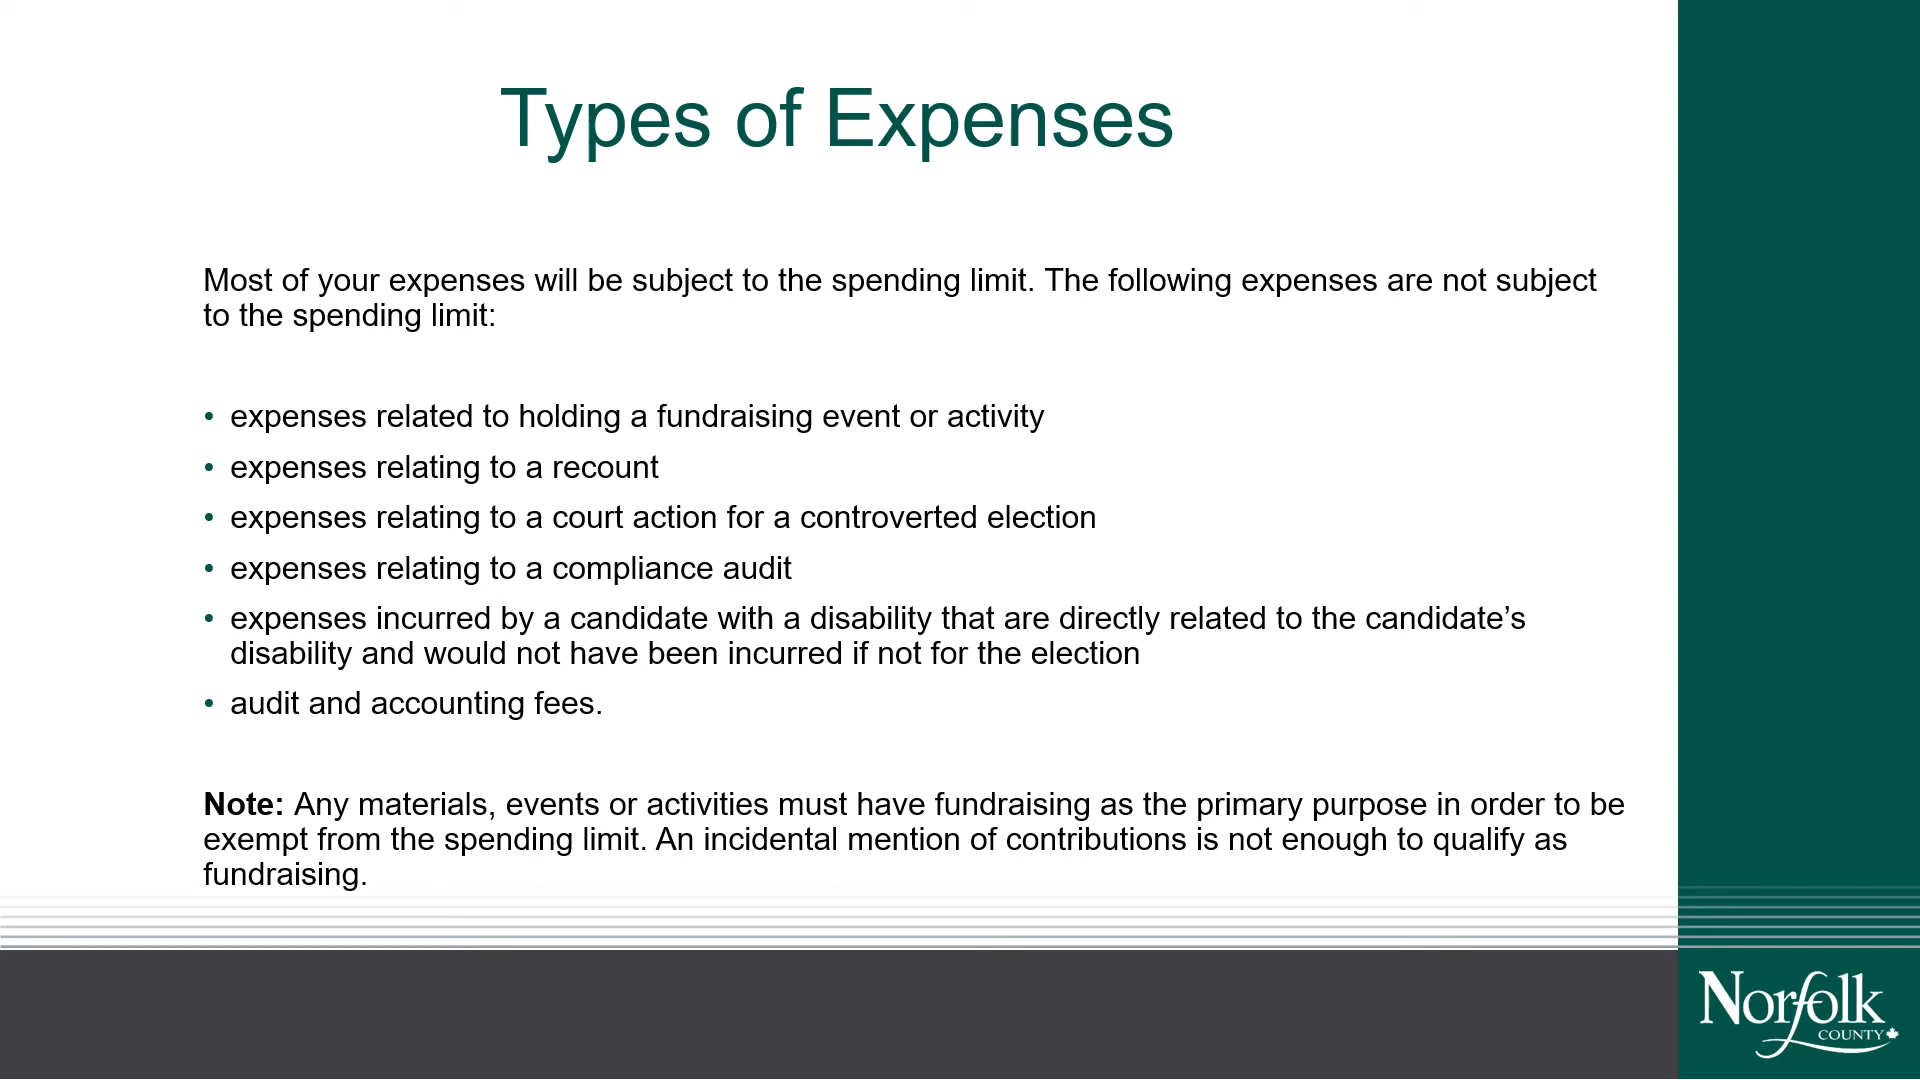 Types of Expenses
Most of your expenses will be subject to the spending limit. The following expenses are not subject
to the spending limit:
• expenses related to holding a fundraising event or activity
• expenses relating to a recount
• expenses relating to a court action for a controverted election
• expenses relating to a compliance audit
• expenses incurred by a candidate with a disability that are directly related to the candidate’s
disability and would not have been incurred if not for the election
• audit and accounting fees.
Note: Any materials, events or activities must have fundraising as the primary purpose in order to be
exempt from the spending limit. An incidental mention of contributions is not enough to qualify as
fundraising.
Norfolk
COUNTY